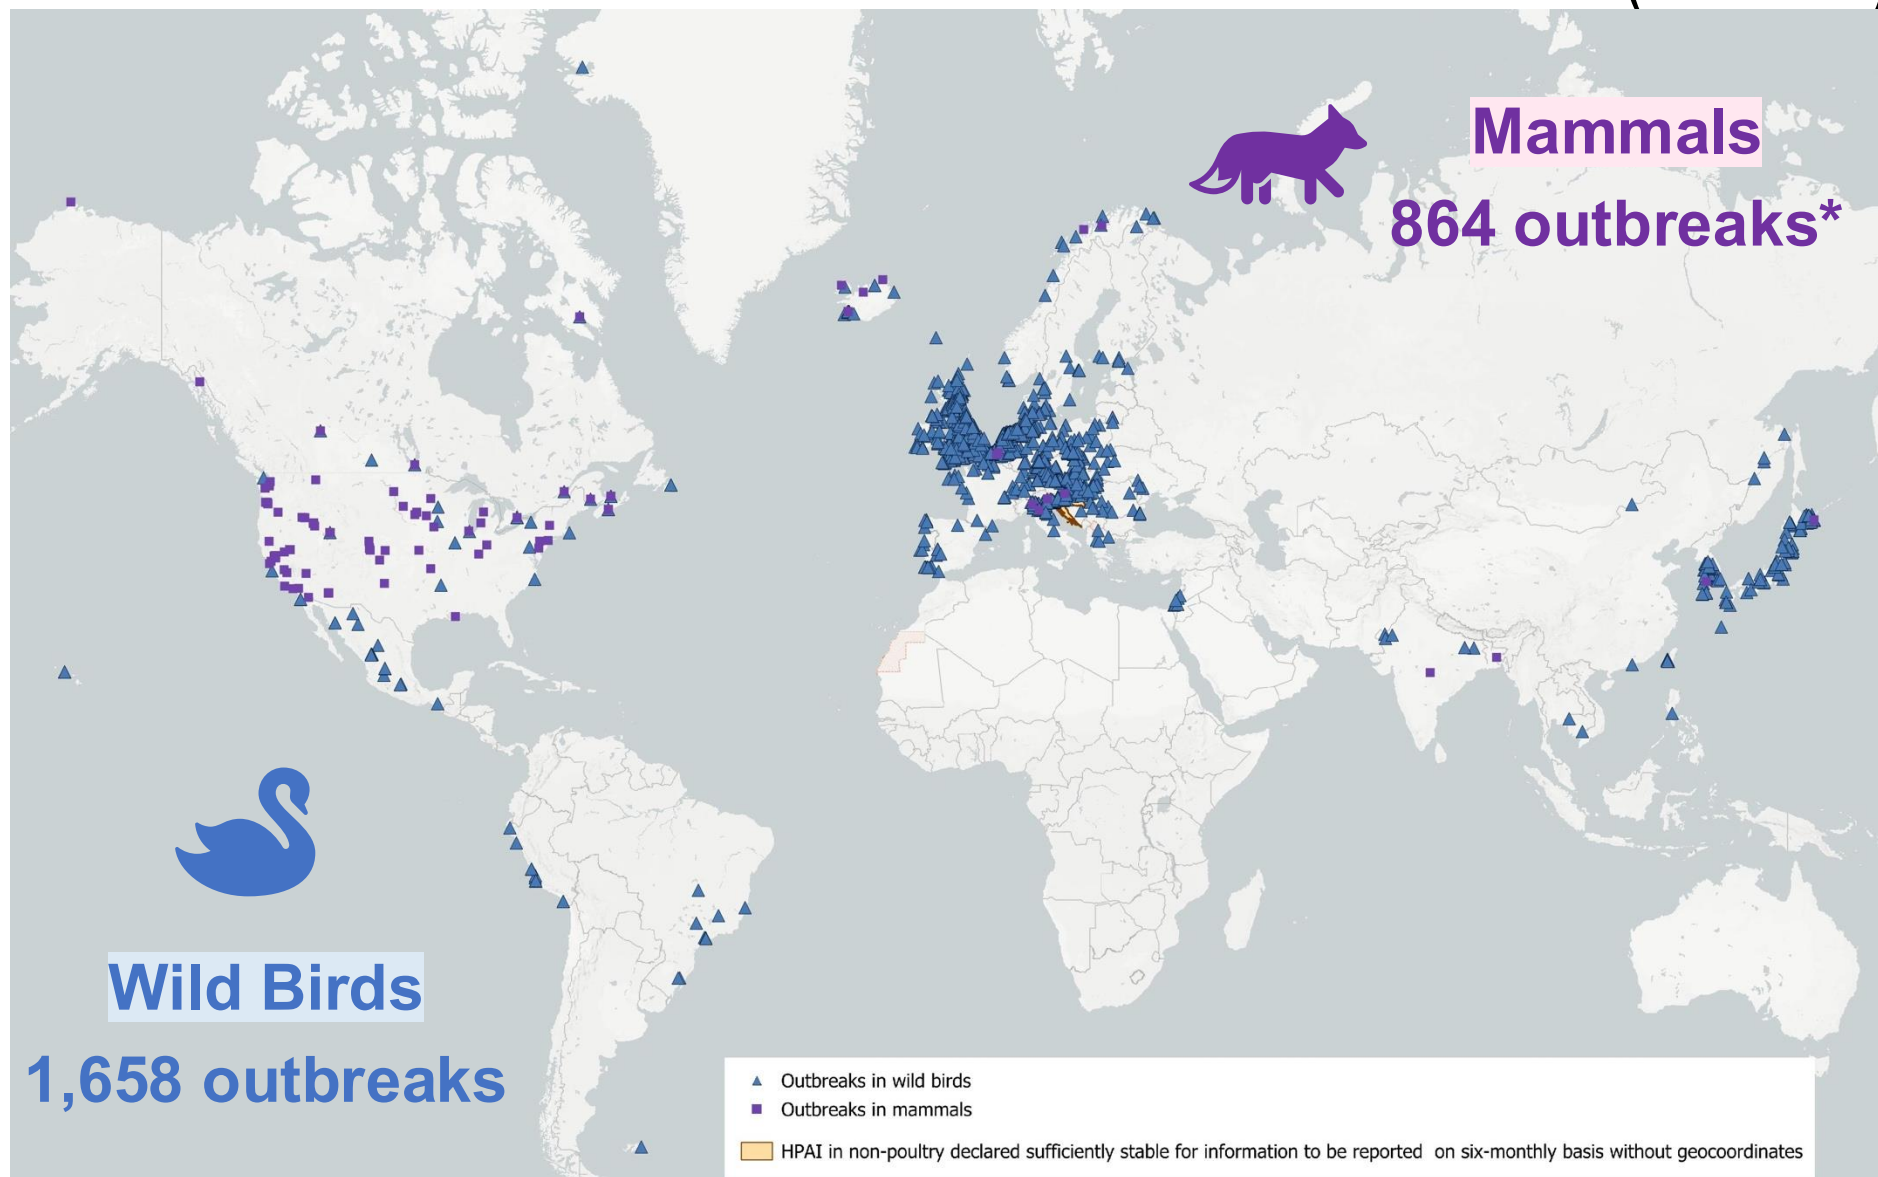 Mammals
864 outbreaks*
Wild Birds
1,658 outbreaks
Outbreaks in wild birds
Outbreaks in mammals
HPAI in non-poultry declared sufficiently stable for information to be reported on six-monthly basis without geocoordinates